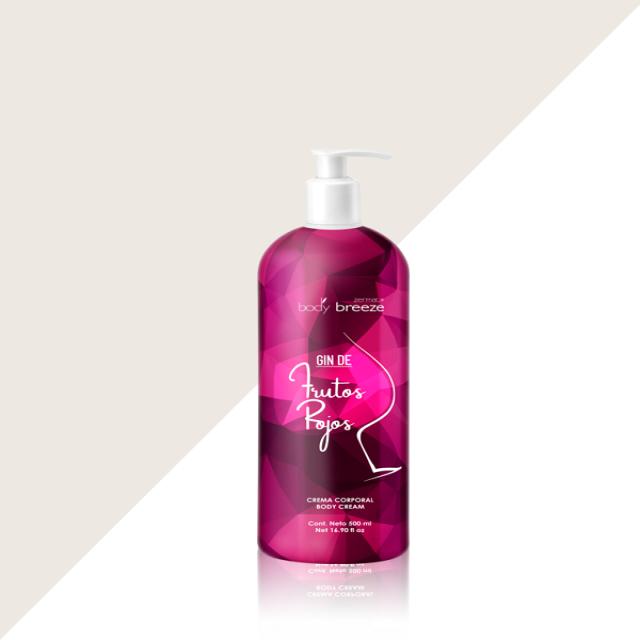 zermat
body breeze
GIN DE
Frutos
Rojos
CREMA CORPORAL
BODY CREAM
Cont. Neto 500 ml
Net 16.90 fl oz